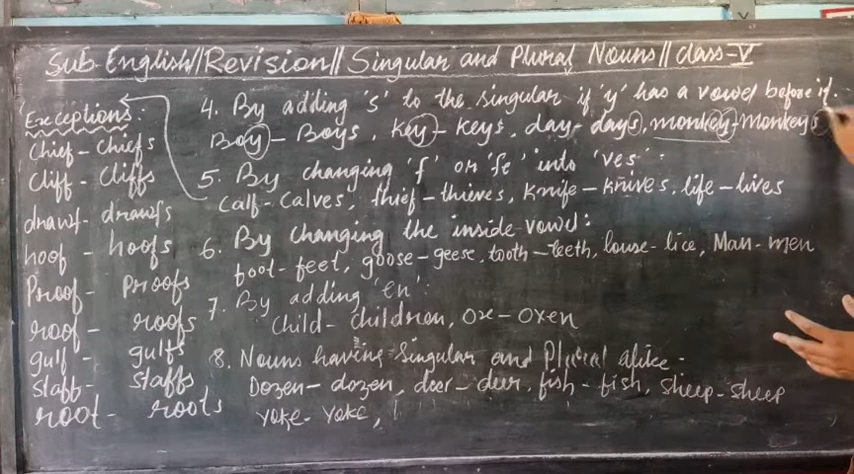 Sub English//Revision//Singular and Plural Nouns//class-V
Exceptions:
Chief - Chiefs
Cliff - Cliffs
drawf - drawfs
hoof - hoofs
Proof - Proofs
roof - roofs
gulf - gulfs
Staff - staffs
root - roots
4. By adding 's' to the singular if 'y' has a vowel before it.
Boy - Boys, key - keys, day - days, monkey - Monkeys
5. By changing 'f' or 'fe' into 'ves':
Calf - Calves, thief - thieves, knife - knives, life - lives
6. By changing the inside vowel:
foot - feet, goose - geese, tooth - teeth, louse - lice, Man - men
7. By adding 'en':
Child - children, ox - oxen
8. Nouns having Singular and Plural alike -
Dozen - dozen, deer - deer, fish - fish, Sheep - sheep
Yoke - Yoke,